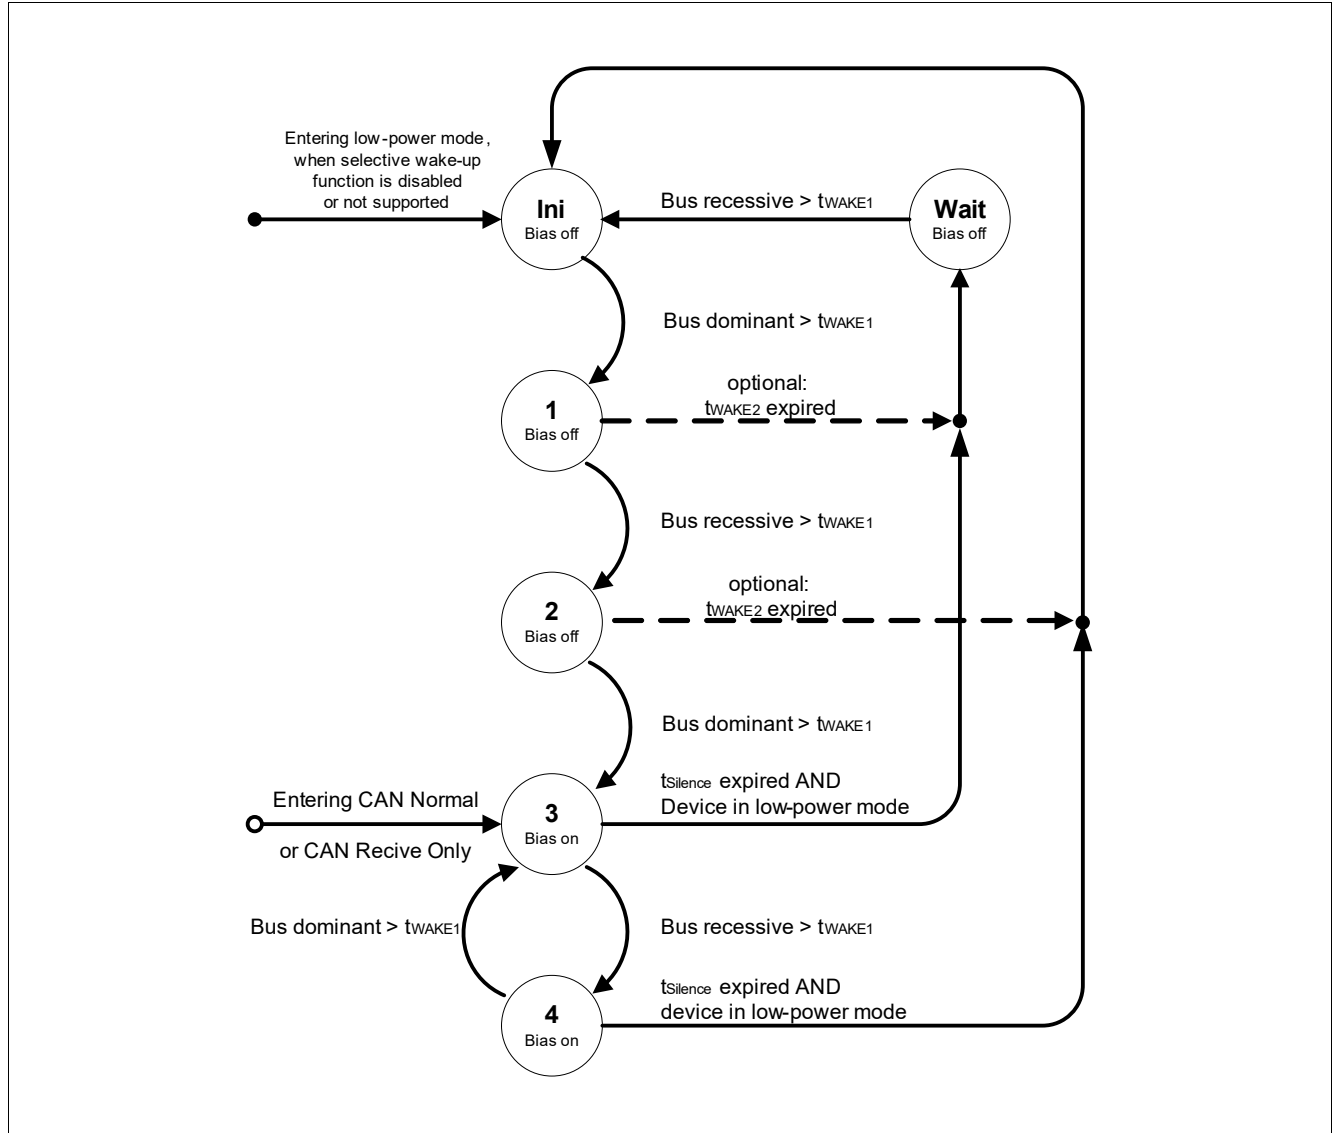 Entering low-power mode,
when selective wake-up
function is disabled
or not supported
Ini
Bias off
Bus recessive > tWAKE1
Wait
Bias off
Bus dominant > tWAKE1
1
Bias off
optional:
tWAKE2 expired
Bus recessive > tWAKE1
2
Bias off
optional:
tWAKE2 expired
Bus dominant > tWAKE1
Entering CAN Normal
or CAN Recive Only
3
Bias on
tSilence expired AND
Device in low-power mode
Bus dominant > tWAKE1
Bus recessive > tWAKE1
4
Bias on
tSilence expired AND
device in low-power mode